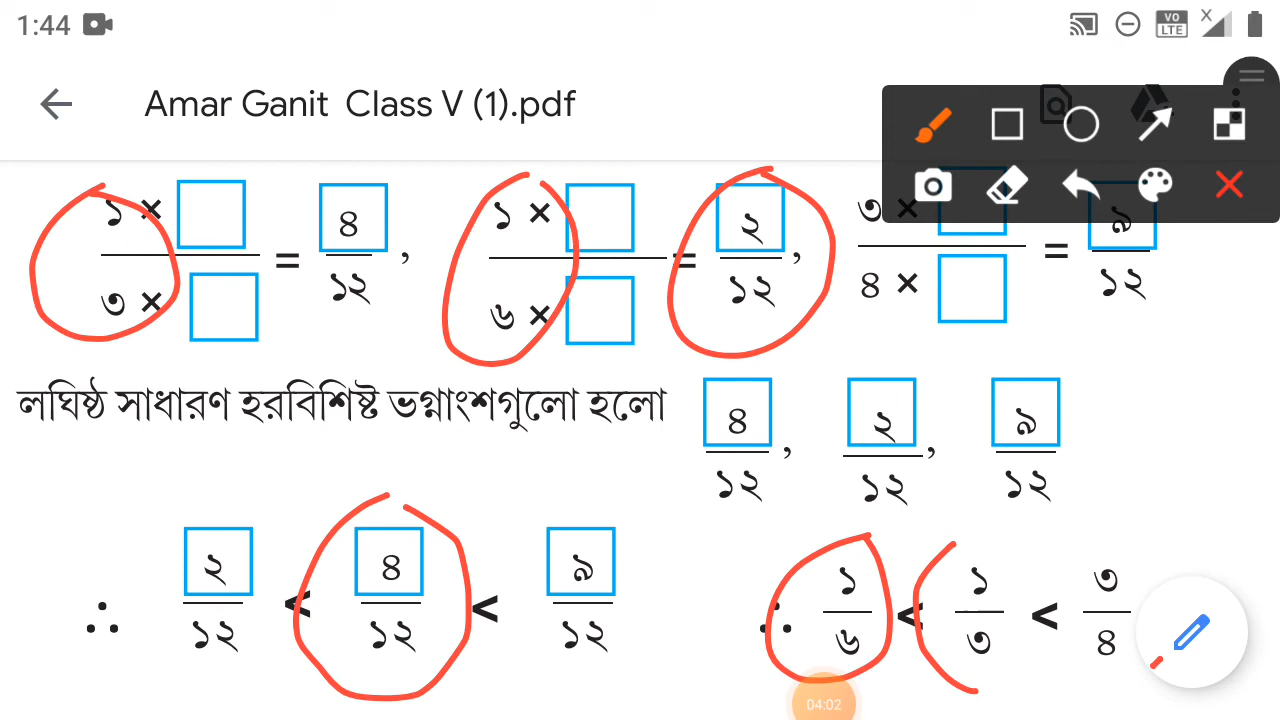 1:44 VO LTE X
Amar Ganit Class V (1).pdf
১ × ৪ ১ × ২ ৩ × ৯
= , = , =
৩ × ১২ ৬ × ১২ ৪ × ১২
লঘিষ্ঠ সাধারণ হরবিশিষ্ট ভগ্নাংশগুলো হলো ৪/১২, ২/১২, ৯/১২
∴ ২/১২ < ৪/১২ < ৯/১২ ∴ ১/৬ < ১/৩ < ৩/৪
04:02